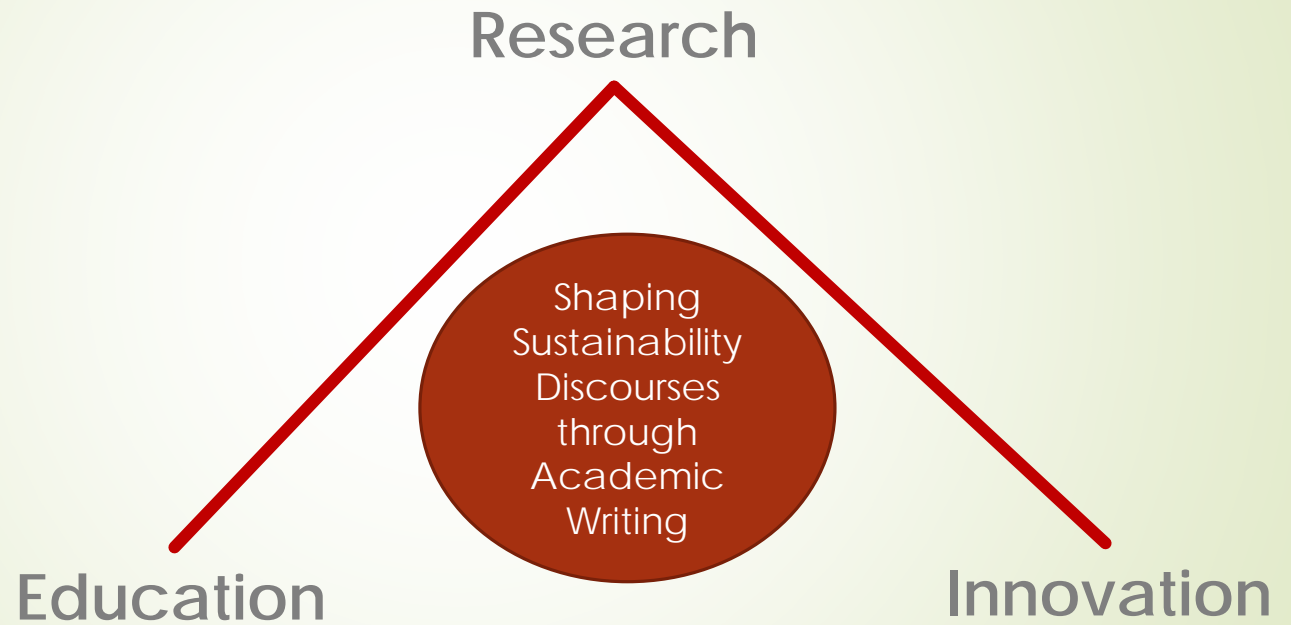 Research
Shaping
Sustainability
Discourses
through
Academic
Writing
Education
Innovation